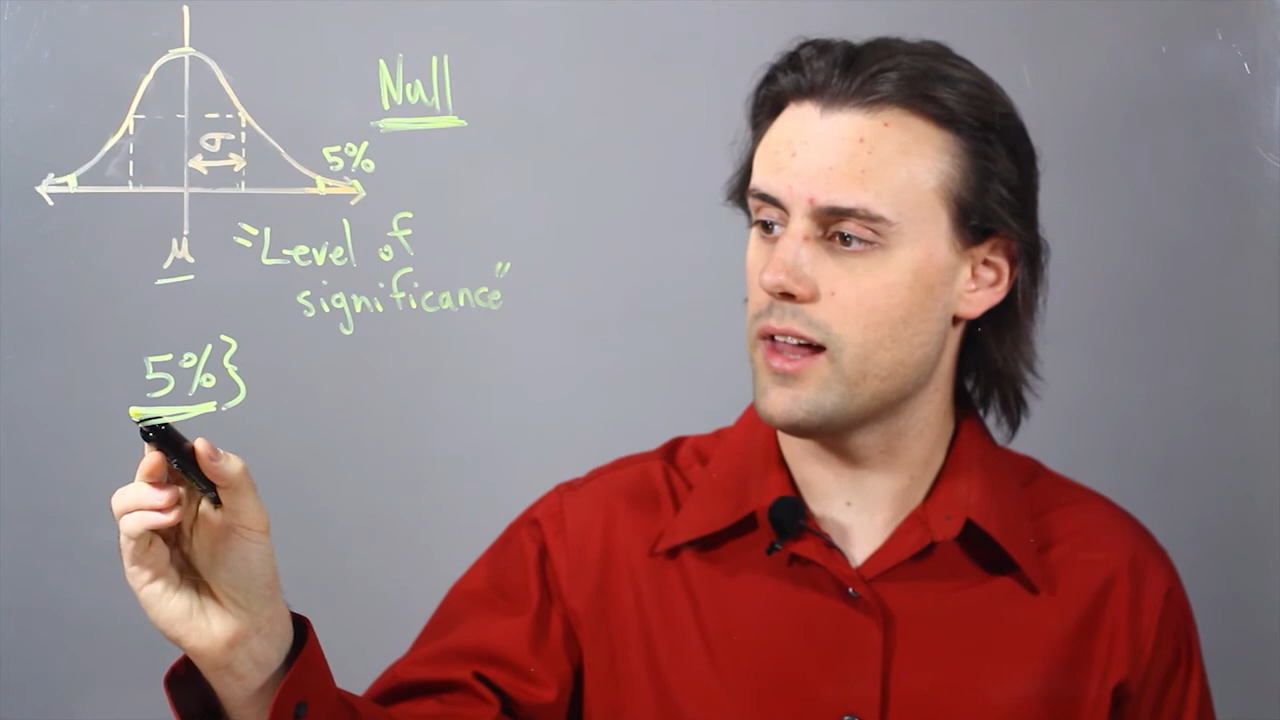 Null
σ
5%
μ
"Level of
significance"
5%}